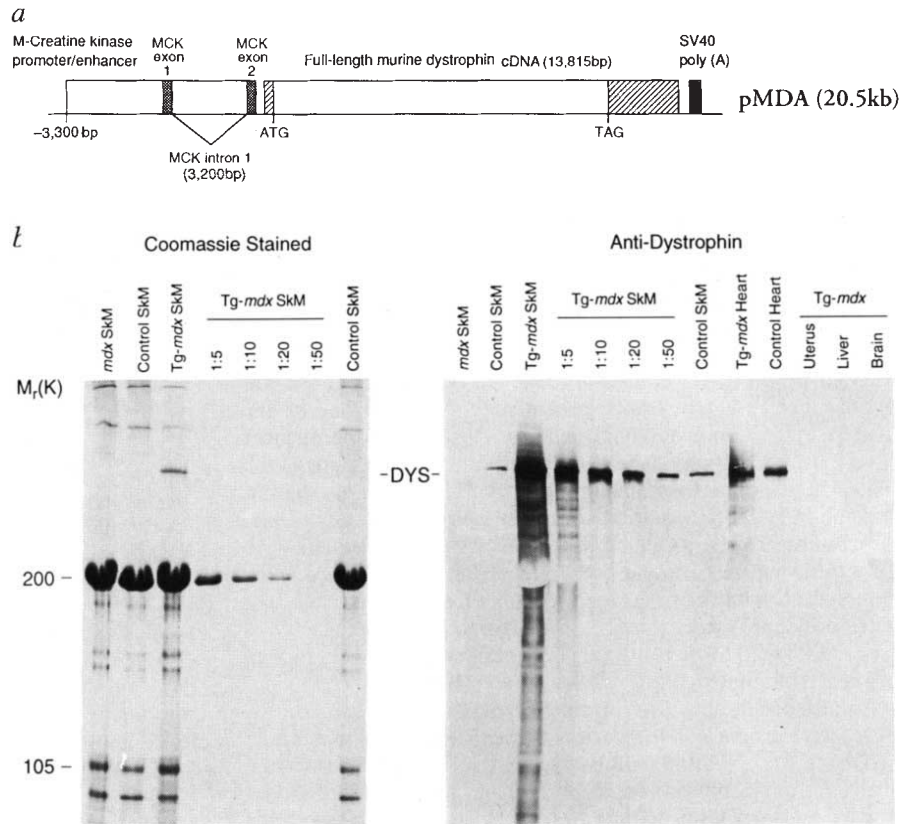 a
M-Creatine kinase promoter/enhancer
MCK exon 1
MCK exon 2
Full-length murine dystrophin cDNA (13,815bp)
SV40 poly (A)
pMDA (20.5kb)
–3,300 bp
ATG
TAG
MCK intron 1 (3,200bp)
b
Coomassie Stained
Anti-Dystrophin
mdx SkM
Control SkM
Tg-mdx SkM
Tg-mdx SkM
1:5
1:10
1:20
1:50
Control SkM
mdx SkM
Control SkM
Tg-mdx SkM
Tg-mdx SkM
1:5
1:10
1:20
1:50
Control SkM
Tg-mdx Heart
Control Heart
Tg-mdx
Uterus
Liver
Brain
Mr(K)
-DYS-
200 –
105 –